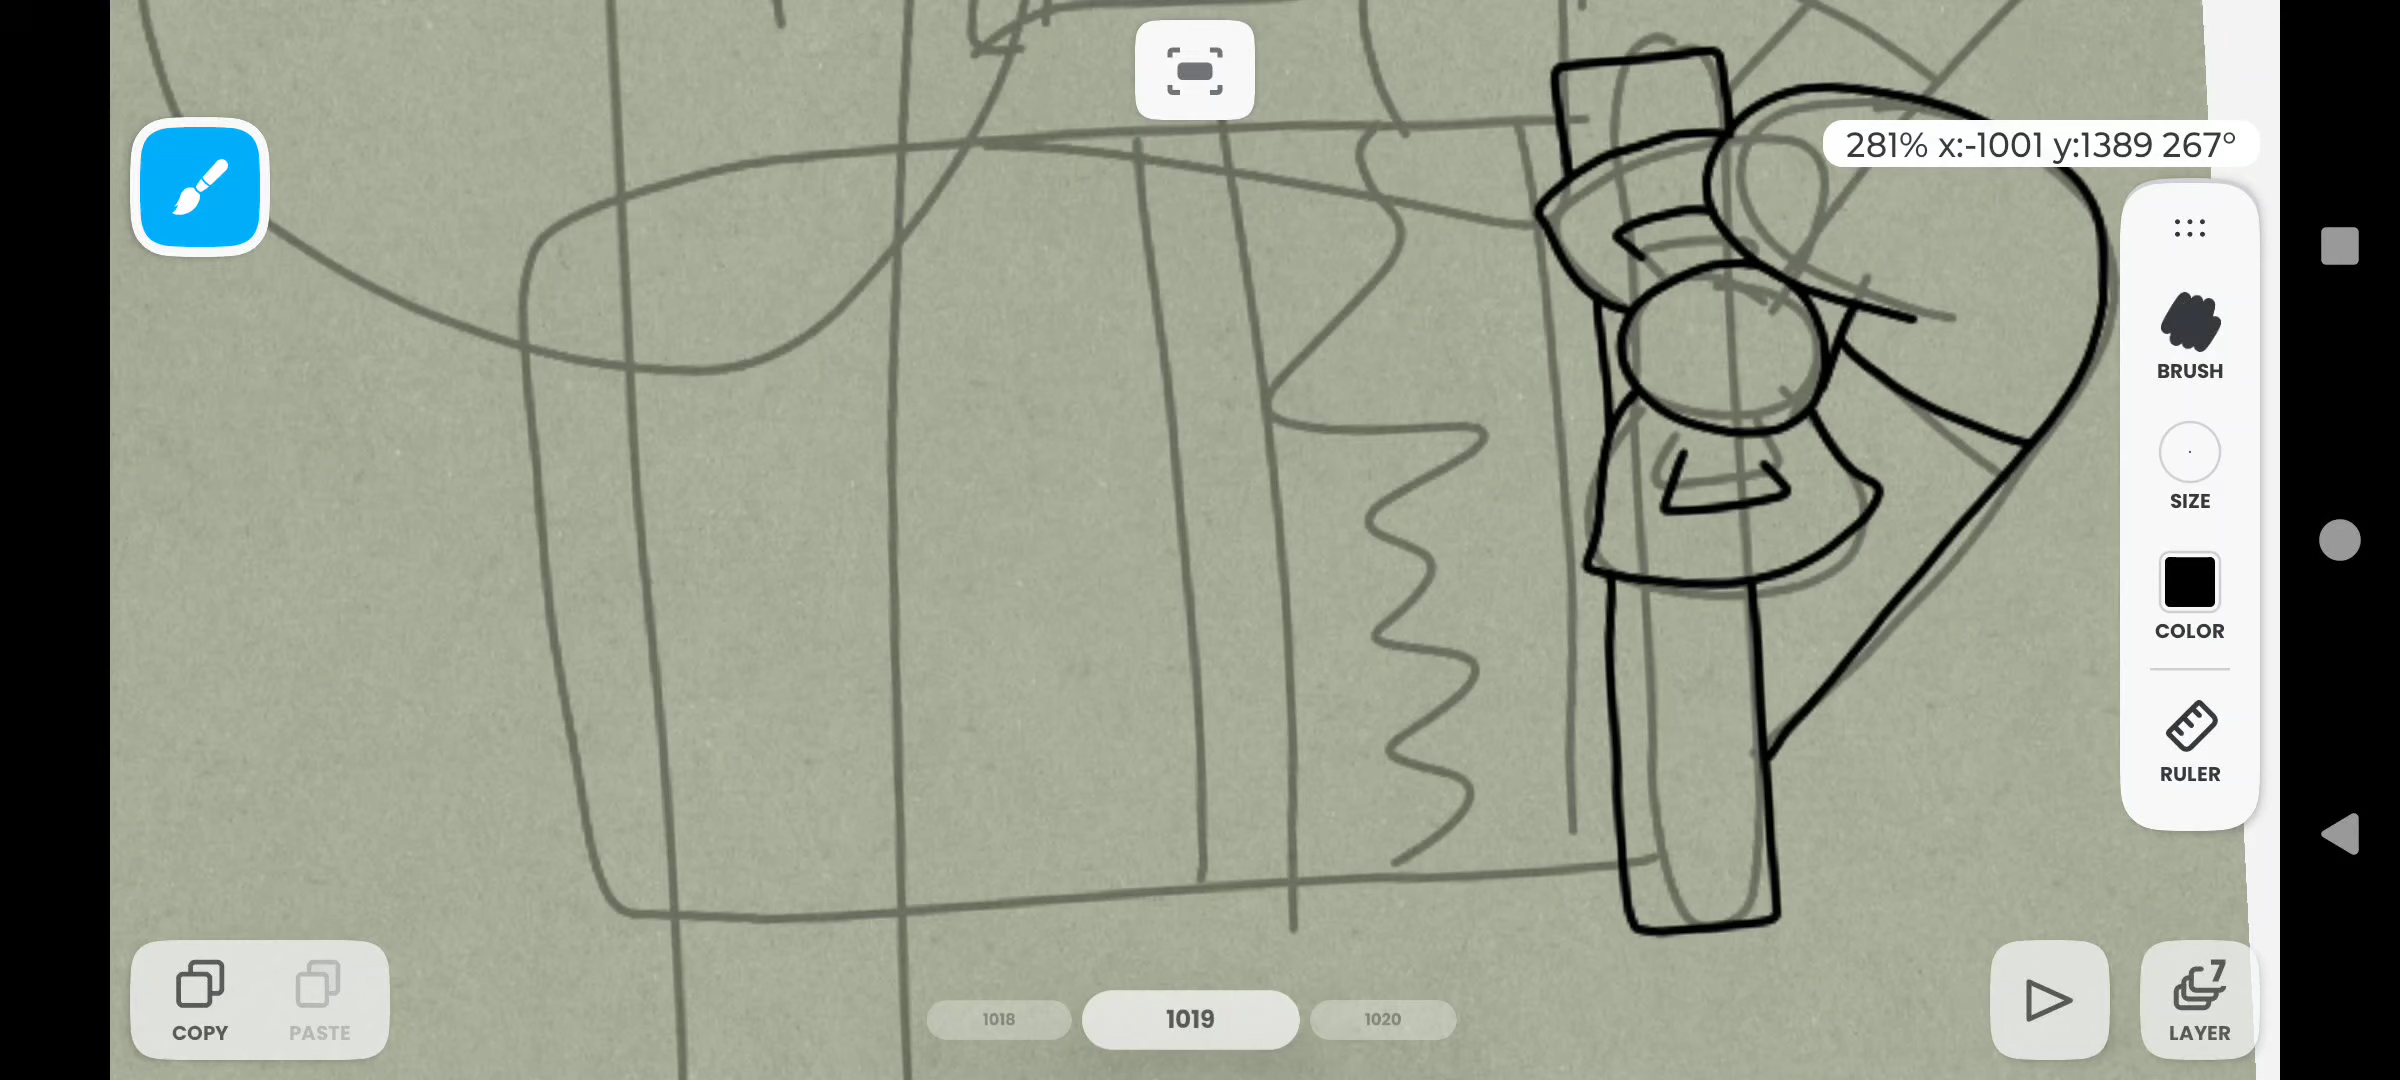 281% x:-1001 y:1389 267°
BRUSH
SIZE
COLOR
RULER
COPY
PASTE
1018
1019
1020
7
LAYER